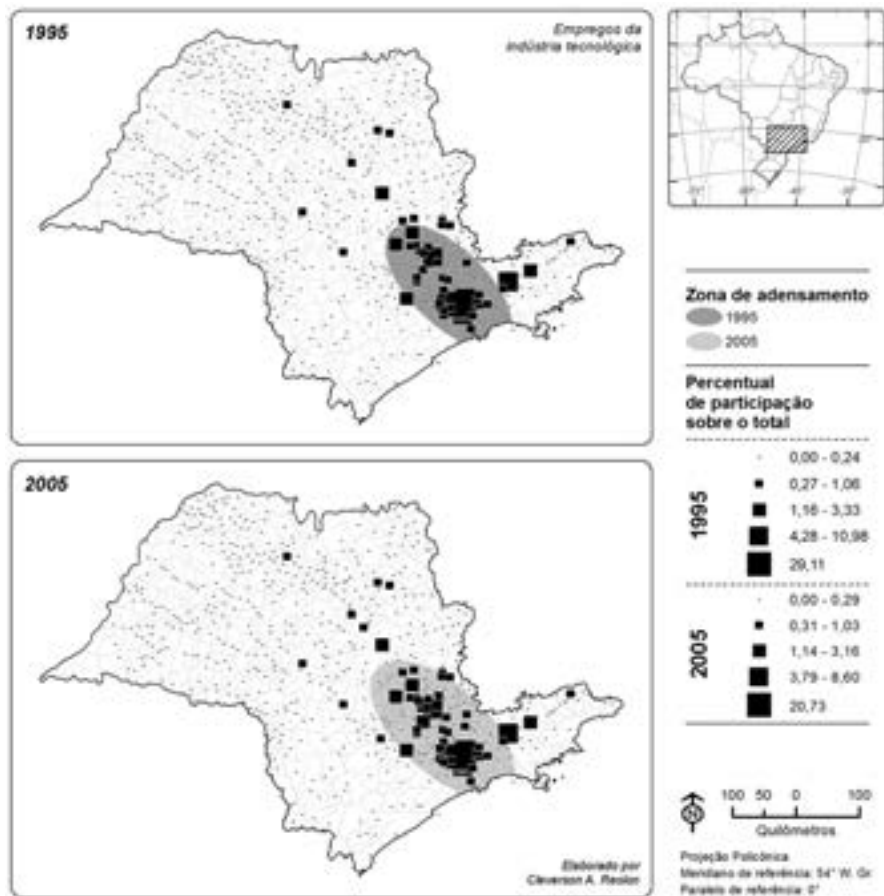 1995
Empregos da
indústria tecnológica
Zona de adensamento
1995
2005
Percentual
de participação
sobre o total
1995
0,00 - 0,24
0,27 - 1,06
1,16 - 3,33
4,28 - 10,98
29,11
2005
0,00 - 0,29
0,31 - 1,03
1,14 - 3,16
3,79 - 8,60
20,73
2005
Elaborado por
Cleverson A.
N
100 50 0 100
Quilômetros
Projeção Policônica
Meridiano de referência: 54° W. Gr
Paralelo de referência: 0°